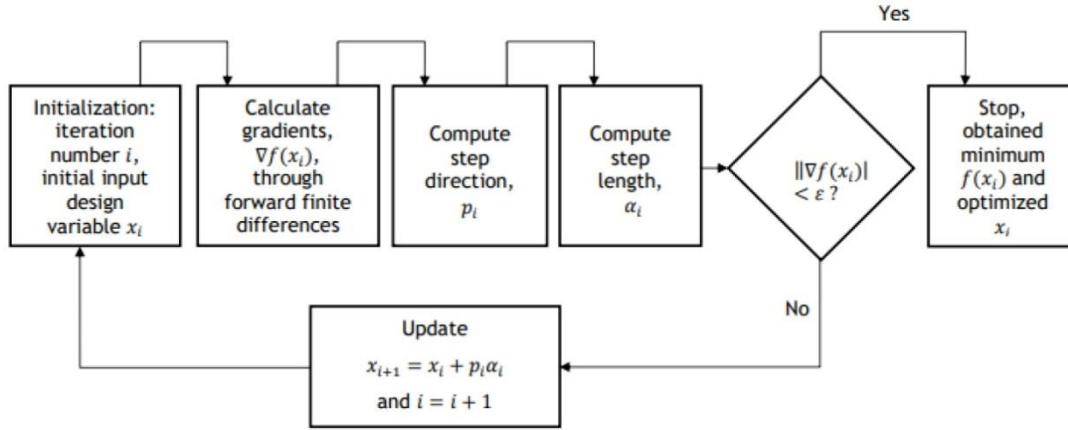 Yes
Initialization:
iteration
number 𝑖,
initial input
design
variable 𝑥ᵢ
Calculate
gradients,
∇𝑓(𝑥ᵢ),
through
forward finite
differences
Compute
step
direction,
𝑝ᵢ
Compute
step
length,
𝛼ᵢ
||∇𝑓(𝑥ᵢ)|
< 𝜀 ?
Stop,
obtained
minimum
𝑓(𝑥ᵢ) and
optimized
𝑥ᵢ
No
Update
𝑥ᵢ₊₁ = 𝑥ᵢ + 𝑝ᵢ𝛼ᵢ
and 𝑖 = 𝑖 + 1